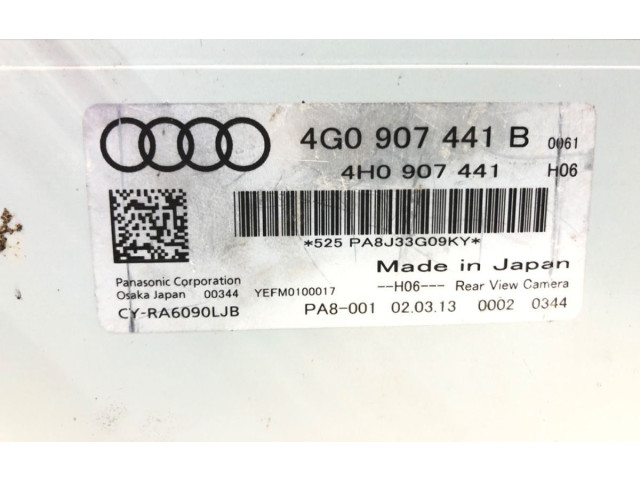 4G0 907 441 B 0061
4H0 907 441 H06
*525 PA8J33G09KY*
Made in Japan
Panasonic Corporation
Osaka Japan 00344 YEFM0100017 --H06--- Rear View Camera
CY-RA6090LJB PA8-001 02.03.13 0002 0344